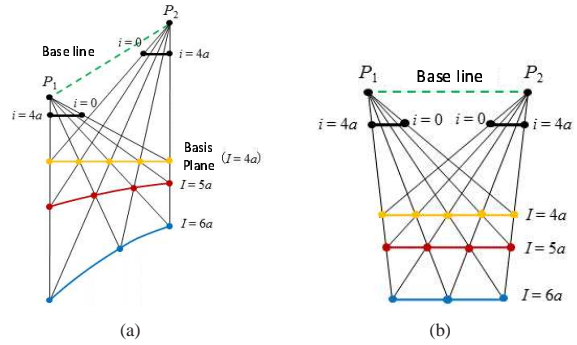 P₂
Base line
i=0
i=4a
P₁
i=0
i=4a
Basis
Plane (I=4a)
I=5a
I=6a
(a)
P₁ Base line P₂
i=4a i=0 i=0 i=4a
I=4a
I=5a
I=6a
(b)